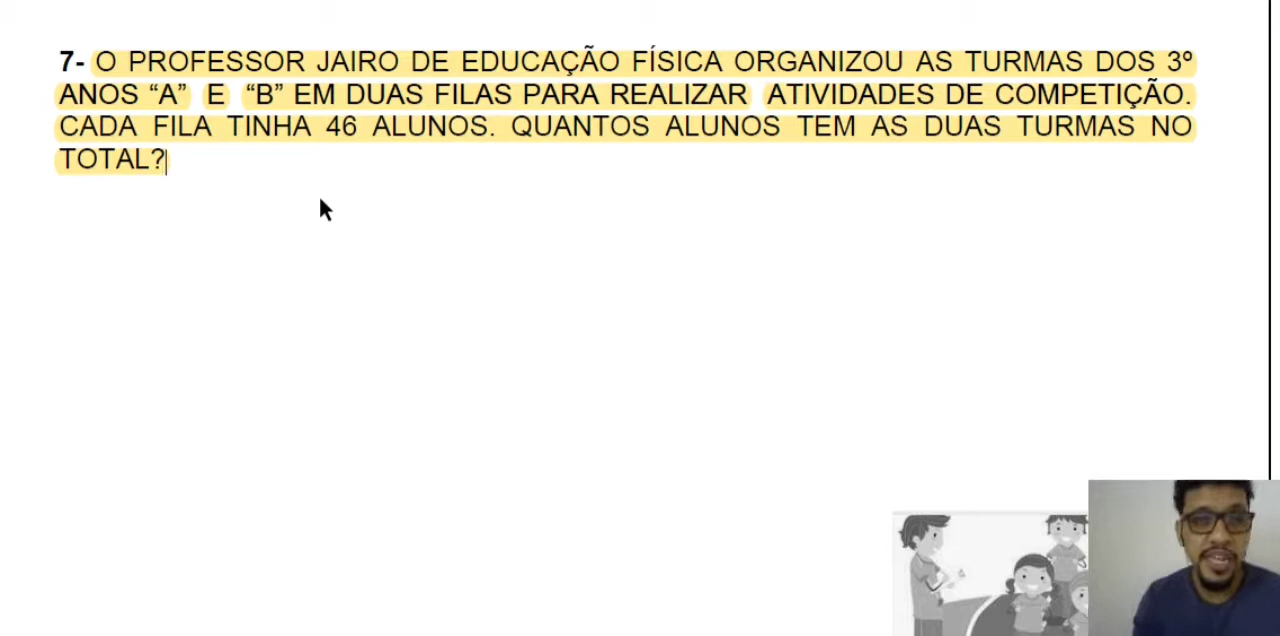 7- O PROFESSOR JAIRO DE EDUCAÇÃO FÍSICA ORGANIZOU AS TURMAS DOS 3º
ANOS “A” E “B” EM DUAS FILAS PARA REALIZAR ATIVIDADES DE COMPETIÇÃO.
CADA FILA TINHA 46 ALUNOS. QUANTOS ALUNOS TEM AS DUAS TURMAS NO
TOTAL?